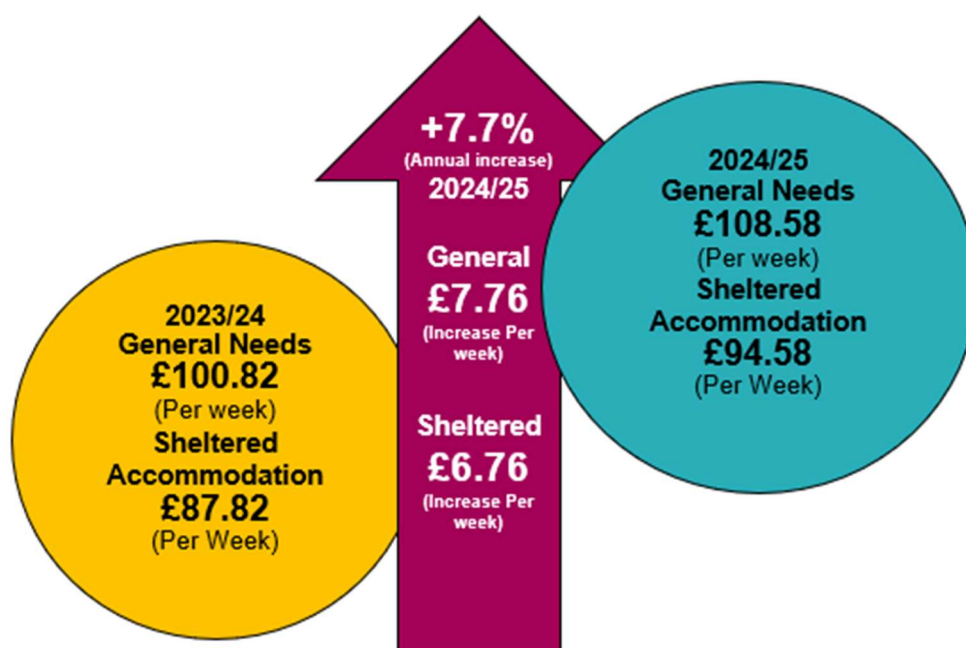 2023/24
General Needs
£100.82
(Per week)
Sheltered
Accommodation
£87.82
(Per Week)
+7.7%
(Annual increase)
2024/25
General
£7.76
(Increase Per
week)
Sheltered
£6.76
(Increase Per
week)
2024/25
General Needs
£108.58
(Per week)
Sheltered
Accommodation
£94.58
(Per Week)